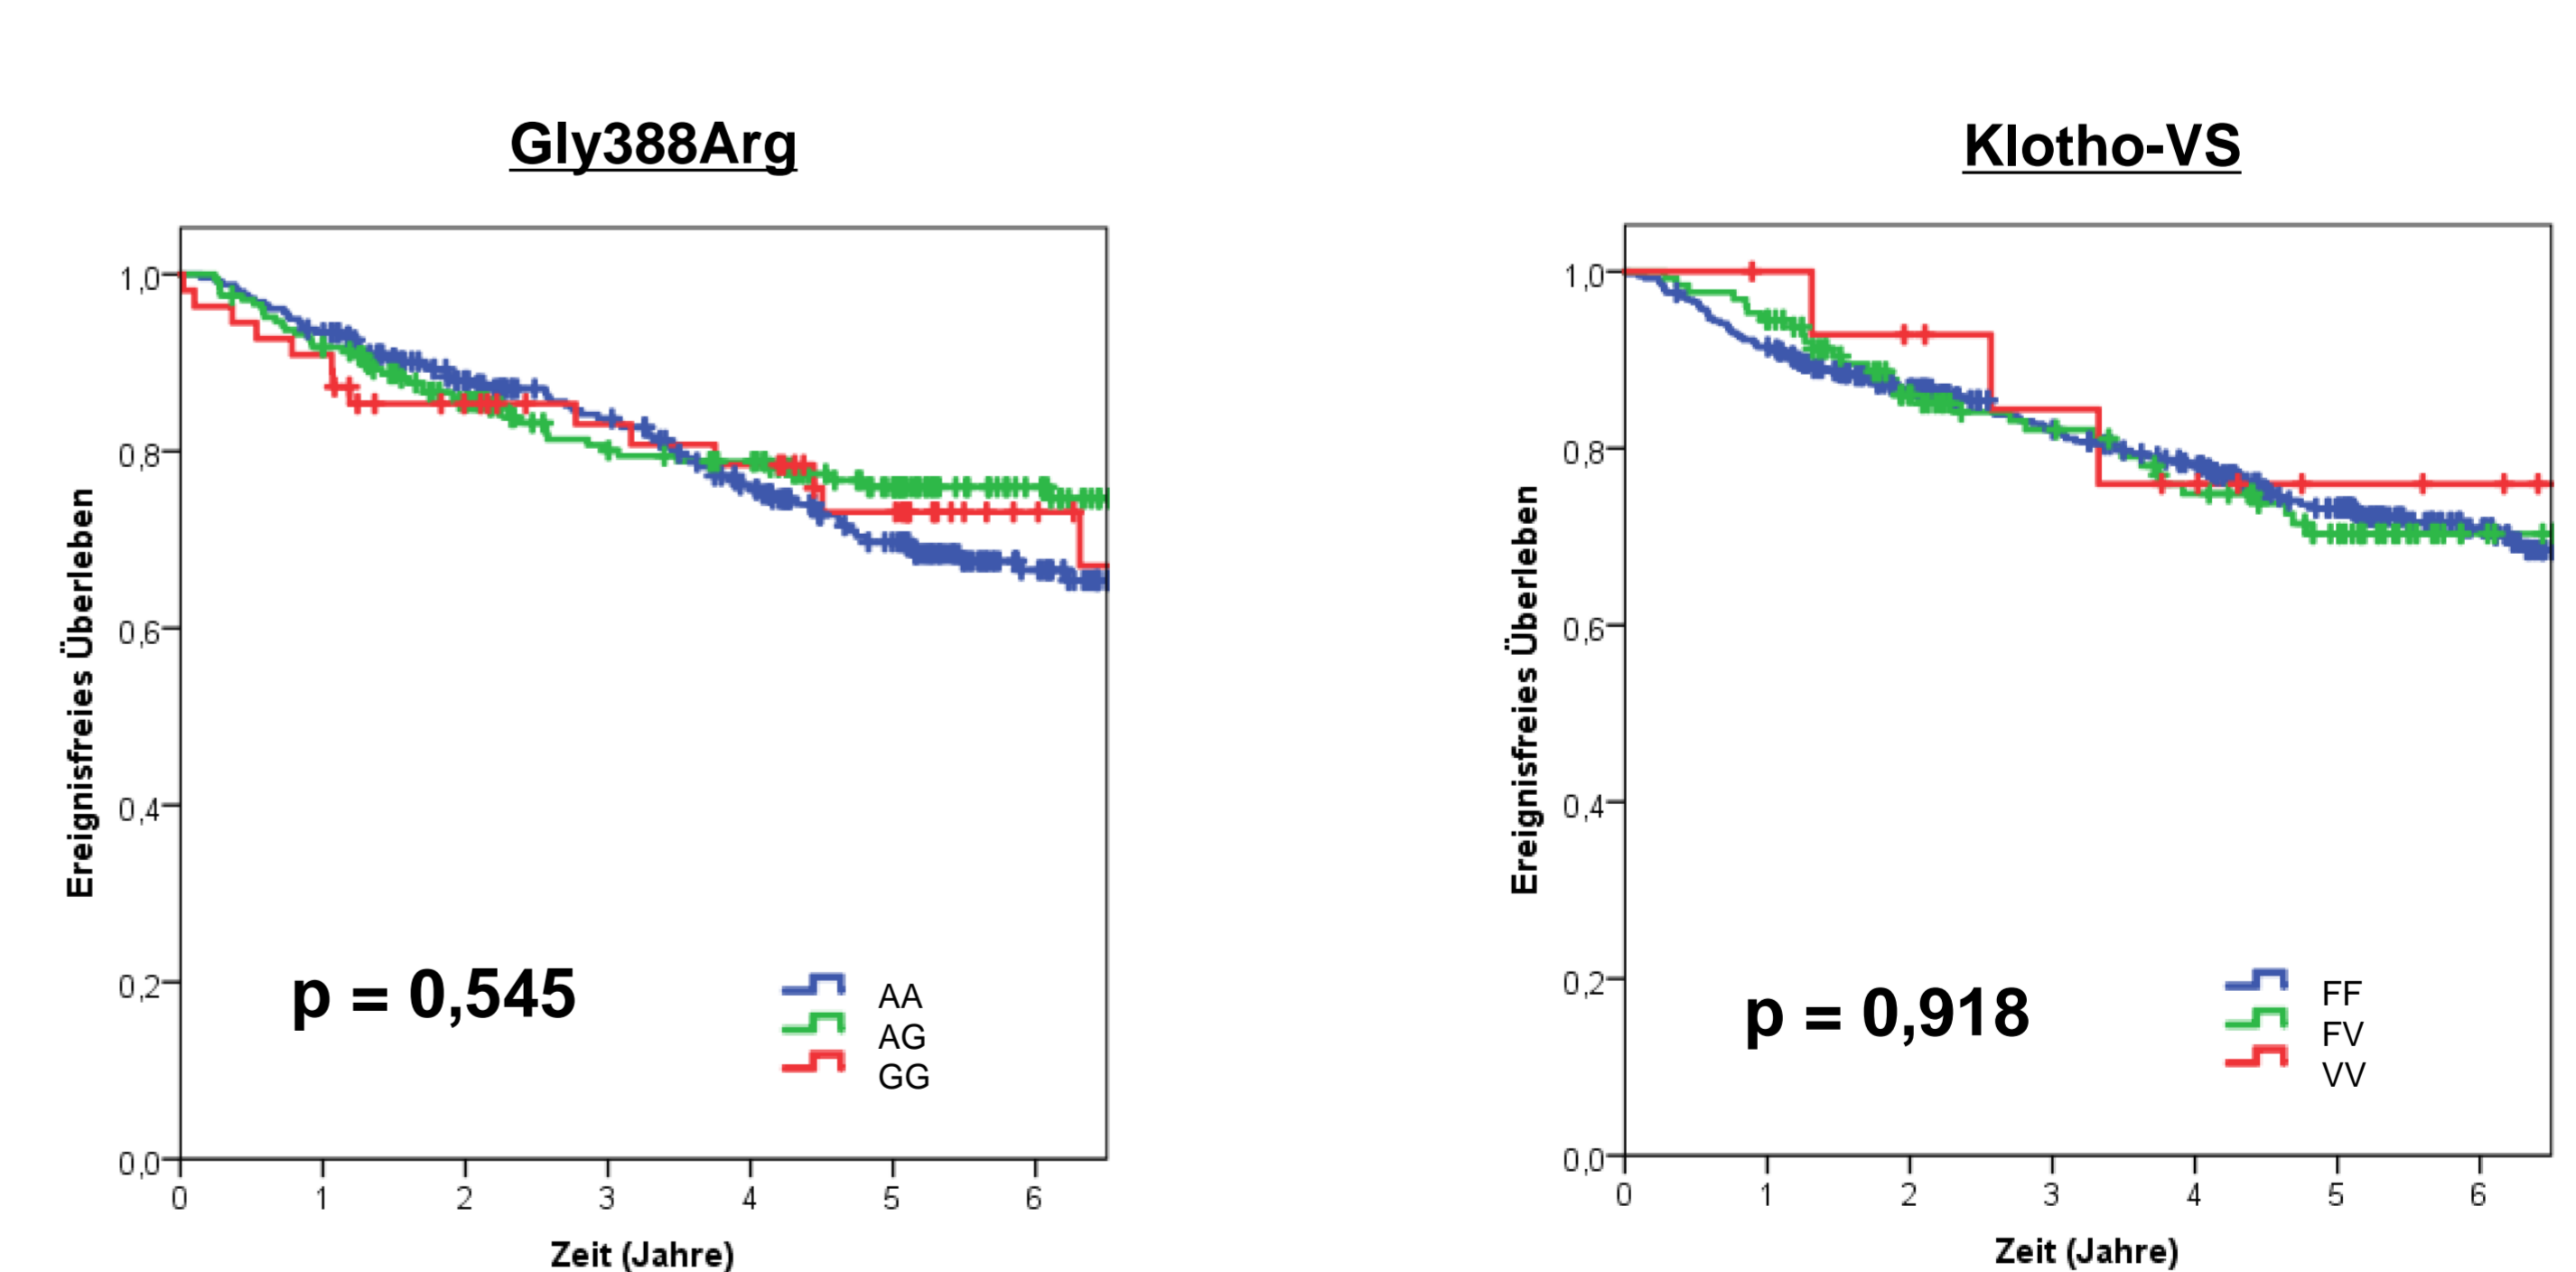 Gly388Arg
Ereignisfreies Überleben
1,0
0,8
0,6
0,4
0,2
0,0
p = 0,545
AA
AG
GG
0 1 2 3 4 5 6
Zeit (Jahre)
Klotho-VS
Ereignisfreies Überleben
1,0
0,8
0,6
0,4
0,2
0,0
p = 0,918
FF
FV
VV
0 1 2 3 4 5 6
Zeit (Jahre)